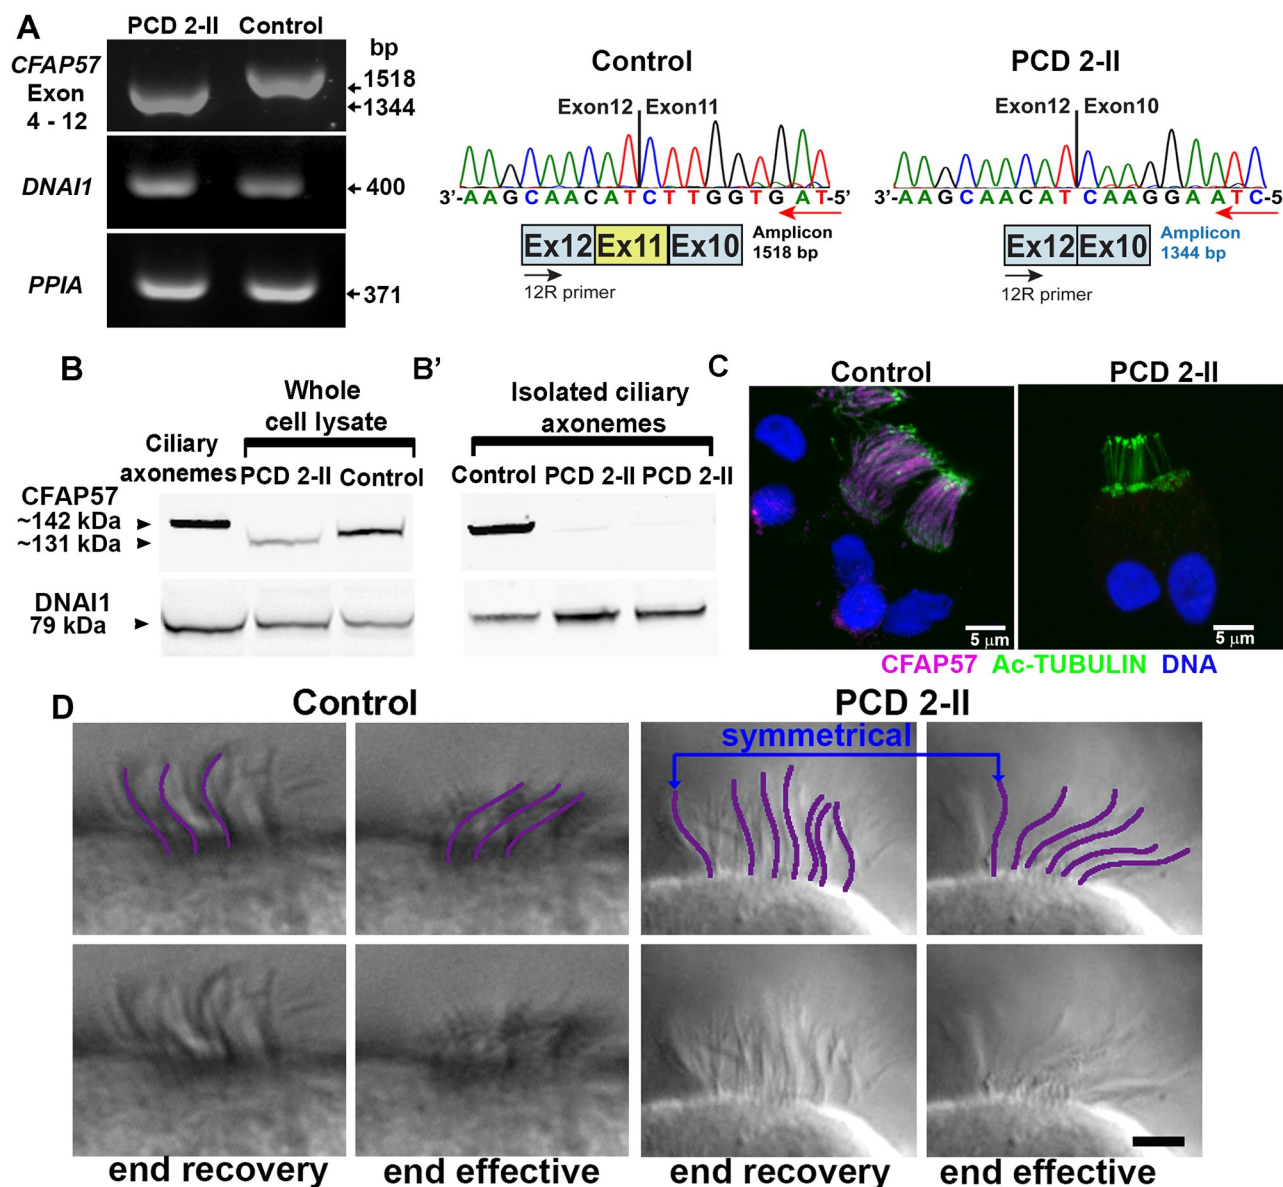 A
PCD 2-II Control
bp
CFAP57
Exon
4 - 12
1518
1344
DNAI1
400
PPIA
371
Control
Exon12 Exon11
3'-AAGCAACATCTTGGTGAT-5'
Ex12 Ex11 Ex10
Amplicon
1518 bp
12R primer
PCD 2-II
Exon12 Exon10
3'-AAGCAACATCAAGGAATC-5
Ex12 Ex10
Amplicon
1344 bp
12R primer
B
Ciliary
axonemes
Whole
cell lysate
PCD 2-II Control
CFAP57
~142 kDa
~131 kDa
DNAI1
79 kDa
B'
Isolated ciliary
axonemes
Control PCD 2-II PCD 2-II
C
Control PCD 2-II
5 μm
5 μm
CFAP57 Ac-TUBULIN DNA
D
Control PCD 2-II
symmetrical
end recovery end effective end recovery end effective